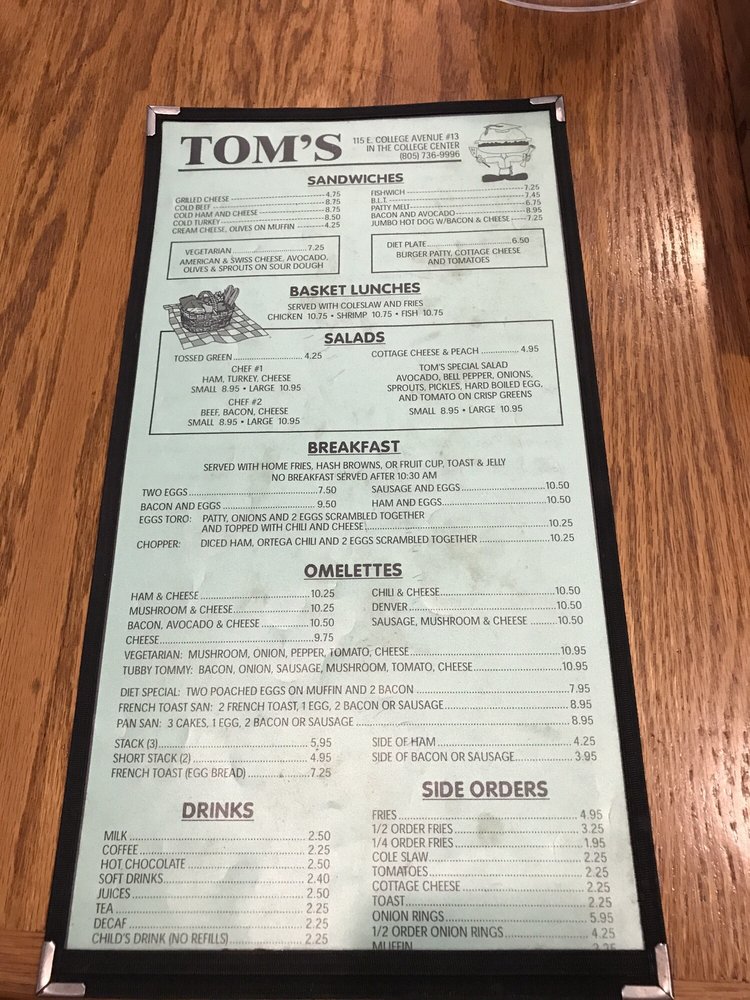 TOM'S
115 E. COLLEGE AVENUE #13
IN THE COLLEGE CENTER
(805) 736-9996
SANDWICHES
GRILLED CHEESE 4.75
COLD BEEF 8.75
COLD HAM AND CHEESE 8.75
COLD TURKEY 8.50
CREAM CHEESE, OLIVES ON MUFFIN 4.25
FISHWICH 7.25
B.L.T. 7.45
PATTY MELT 6.75
BACON AND AVOCADO 8.95
JUMBO HOT DOG W/BACON & CHEESE 7.25
VEGETARIAN 7.25
AMERICAN & SWISS CHEESE, AVOCADO,
OLIVES & SPROUTS ON SOUR DOUGH
DIET PLATE 6.50
BURGER PATTY, COTTAGE CHEESE
AND TOMATOES
BASKET LUNCHES
SERVED WITH COLESLAW AND FRIES
CHICKEN 10.75 • SHRIMP 10.75 • FISH 10.75
SALADS
TOSSED GREEN 4.25
CHEF #1
HAM, TURKEY, CHEESE
SMALL 8.95 • LARGE 10.95
CHEF #2
BEEF, BACON, CHEESE
SMALL 8.95 • LARGE 10.95
COTTAGE CHEESE & PEACH 4.95
TOM'S SPECIAL SALAD
AVOCADO, BELL PEPPER, ONIONS,
SPROUTS, PICKLES, HARD BOILED EGG,
AND TOMATO ON CRISP GREENS
SMALL 8.95 • LARGE 10.95
BREAKFAST
SERVED WITH HOME FRIES, HASH BROWNS, OR FRUIT CUP, TOAST & JELLY
NO BREAKFAST SERVED AFTER 10:30 AM
TWO EGGS 7.50
BACON AND EGGS 9.50
SAUSAGE AND EGGS 10.50
HAM AND EGGS 10.50
EGGS TORO: PATTY, ONIONS AND 2 EGGS SCRAMBLED TOGETHER
AND TOPPED WITH CHILI AND CHEESE 10.25
CHOPPER: DICED HAM, ORTEGA CHILI AND 2 EGGS SCRAMBLED TOGETHER 10.25
OMELETTES
HAM & CHEESE 10.25
MUSHROOM & CHEESE 10.25
BACON, AVOCADO & CHEESE 10.50
CHEESE 9.75
CHILI & CHEESE 10.50
DENVER 10.50
SAUSAGE, MUSHROOM & CHEESE 10.50
VEGETARIAN: MUSHROOM, ONION, PEPPER, TOMATO, CHEESE 10.95
TUBBY TOMMY: BACON, ONION, SAUSAGE, MUSHROOM, TOMATO, CHEESE 10.95
DIET SPECIAL: TWO POACHED EGGS ON MUFFIN AND 2 BACON 7.95
FRENCH TOAST SAN: 2 FRENCH TOAST, 1 EGG, 2 BACON OR SAUSAGE 8.95
PAN SAN: 3 CAKES, 1 EGG, 2 BACON OR SAUSAGE 8.95
STACK (3) 5.95
SHORT STACK (2) 4.95
FRENCH TOAST (EGG BREAD) 7.25
SIDE OF HAM 4.25
SIDE OF BACON OR SAUSAGE 3.95
DRINKS
MILK 2.50
COFFEE 2.25
HOT CHOCOLATE 2.50
SOFT DRINKS 2.40
JUICES 2.50
TEA 2.25
DECAF 2.25
CHILD'S DRINK (NO REFILLS) 2.25
SIDE ORDERS
FRIES 4.95
1/2 ORDER FRIES 3.25
1/4 ORDER FRIES 1.95
COLE SLAW 2.25
TOMATOES 2.25
COTTAGE CHEESE 2.25
TOAST 2.25
ONION RINGS 5.95
1/2 ORDER ONION RINGS 4.25
MUFFIN